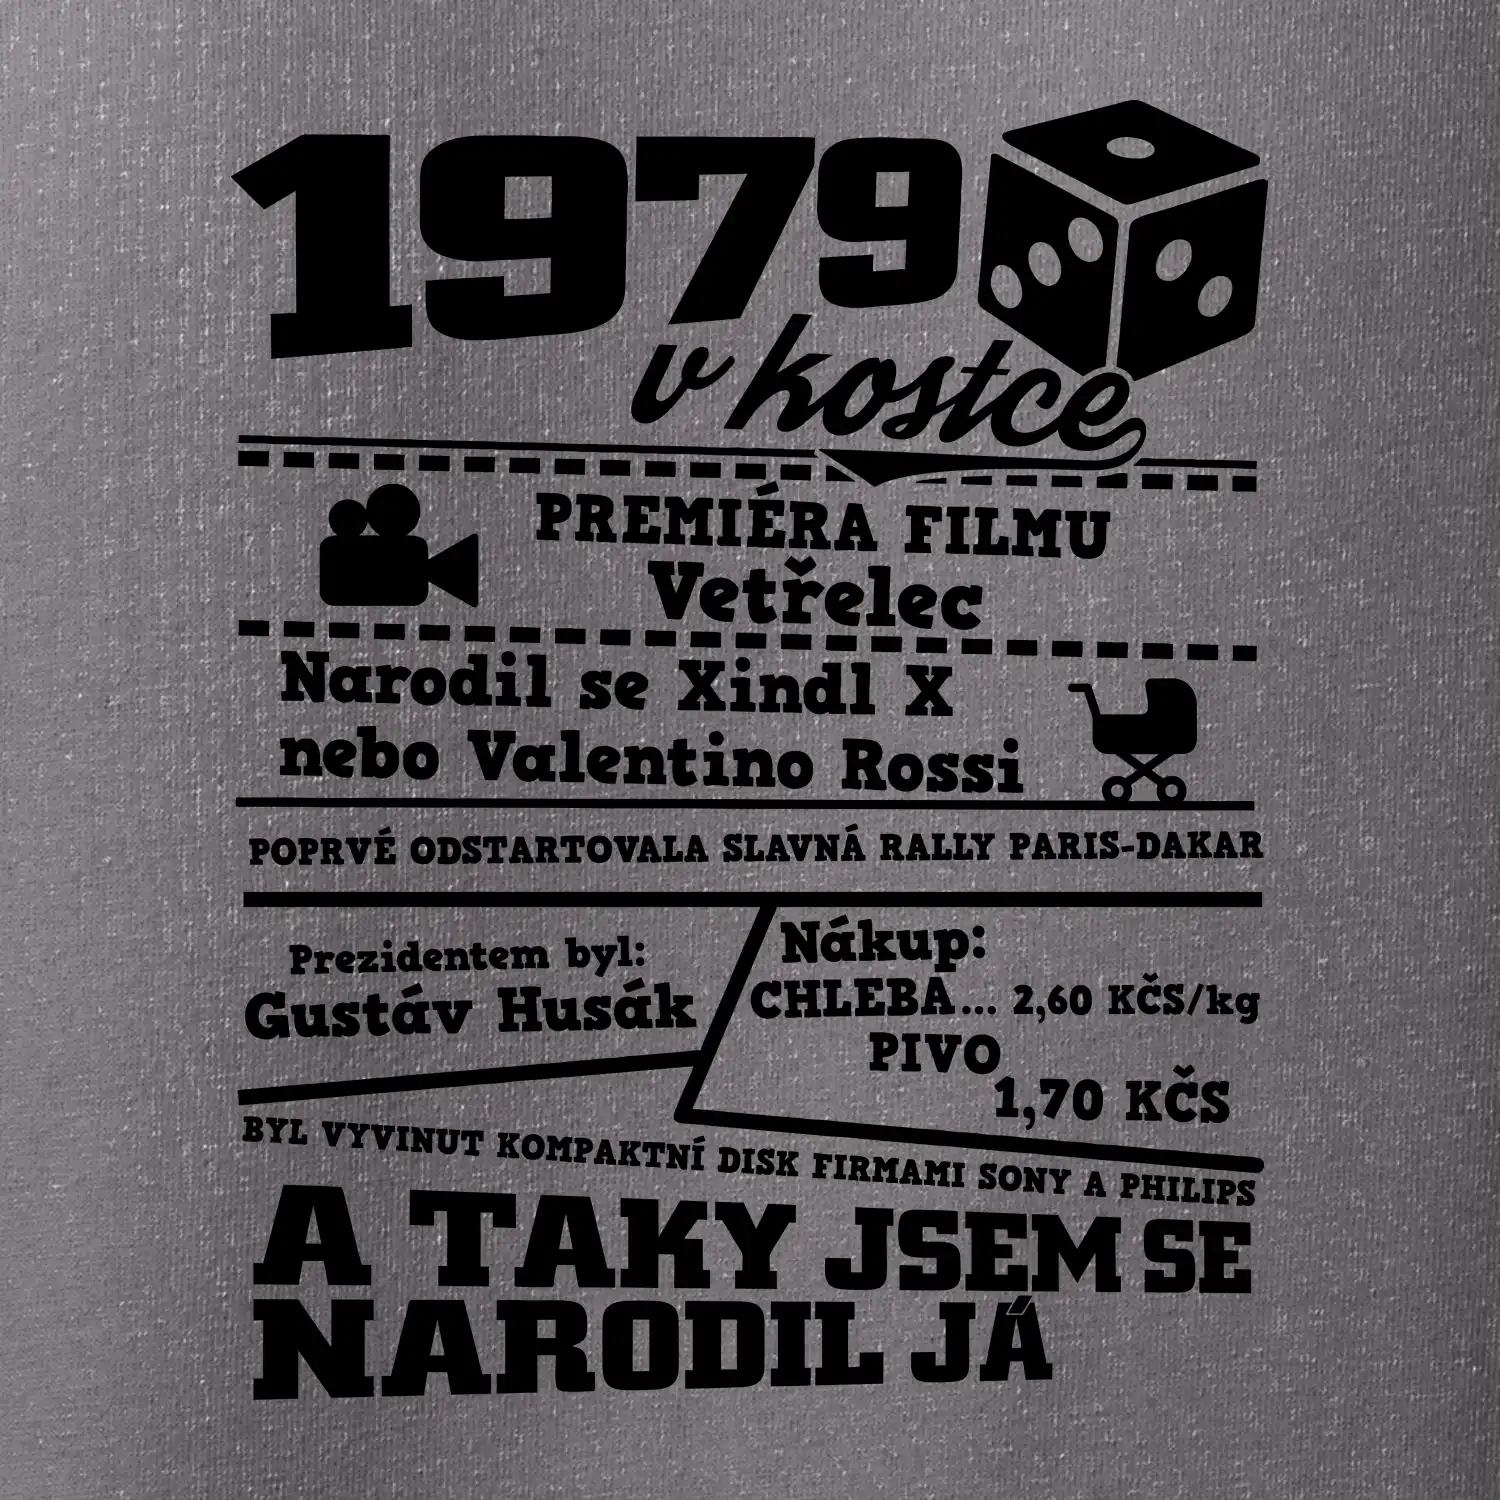 1979
v kostce
PREMIÉRA FILMU
Vetřelec
Narodil se Xindl X
nebo Valentino Rossi
POPRVÉ ODSTARTOVALA SLAVNÁ RALLY PARIS-DAKAR
Prezidentem byl:
Gustáv Husák
Nákup:
CHLEBA... 2,60 KČS/kg
PIVO
1,70 KČS
BYL VYVINUT KOMPAKTNÍ DISK FIRMAMI SONY A PHILIPS
A TAKY JSEM SE
NARODIL JÁ